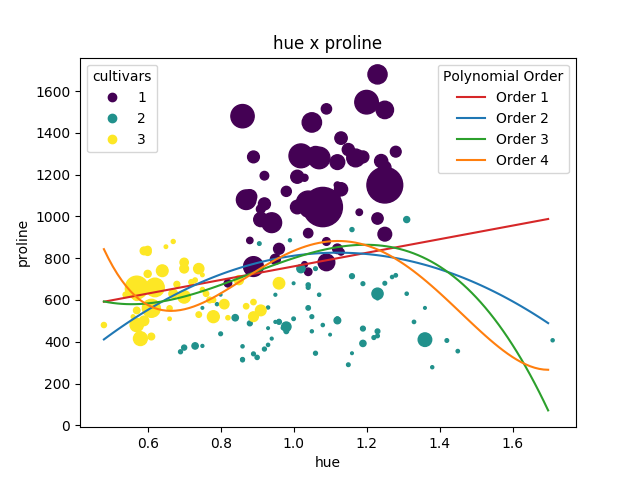 hue x proline
cultivars
1
2
3
Polynomial Order
Order 1
Order 2
Order 3
Order 4
proline
1600
1400
1200
1000
800
600
400
200
0
0.6 0.8 1.0 1.2 1.4 1.6
hue